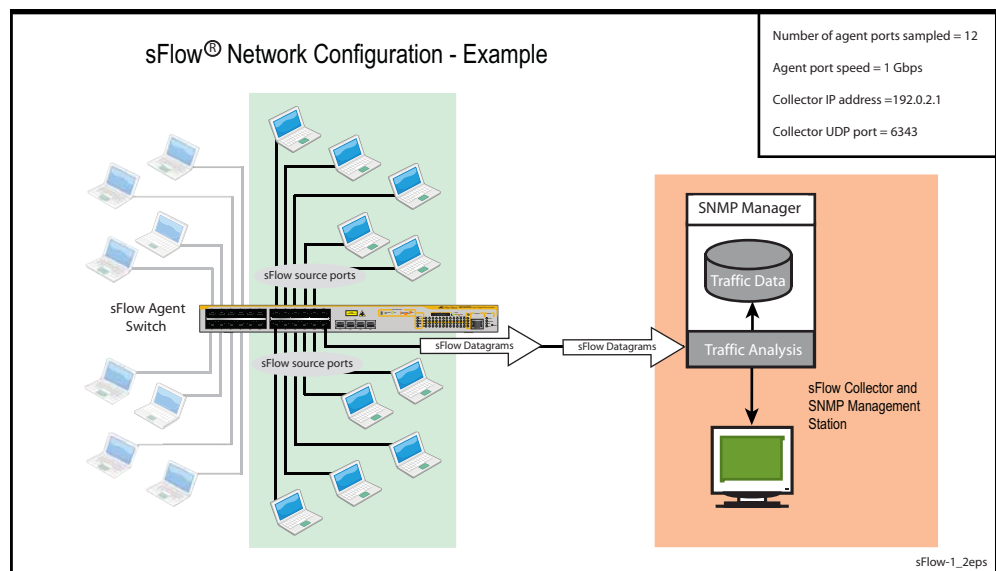 sFlow® Network Configuration - Example
Number of agent ports sampled = 12
Agent port speed = 1 Gbps
Collector IP address =192.0.2.1
Collector UDP port = 6343
SNMP Manager
Traffic Data
Traffic Analysis
sFlow source ports
sFlow Agent
Switch
sFlow Datagrams
sFlow Datagrams
sFlow source ports
sFlow Collector and
SNMP Management
Station
sFlow-1_2eps